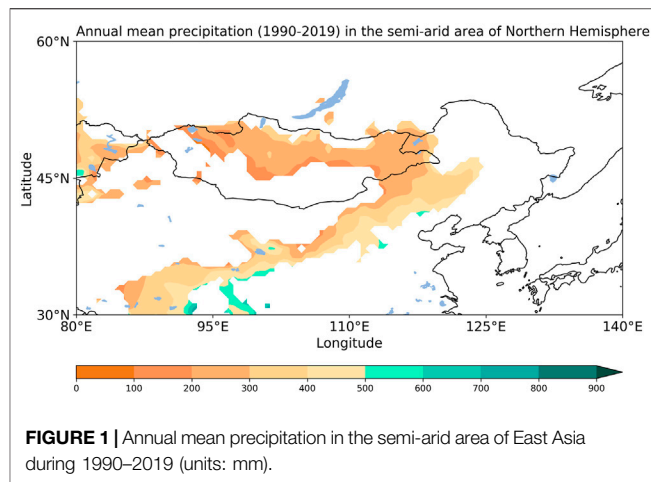 Annual mean precipitation (1990-2019) in the semi-arid area of Northern Hemisphere
60°N
45°N
30°N
Latitude
80°E 95°E 110°E 125°E 140°E
Longitude
0 100 200 300 400 500 600 700 800 900
FIGURE 1 | Annual mean precipitation in the semi-arid area of East Asia
during 1990–2019 (units: mm).